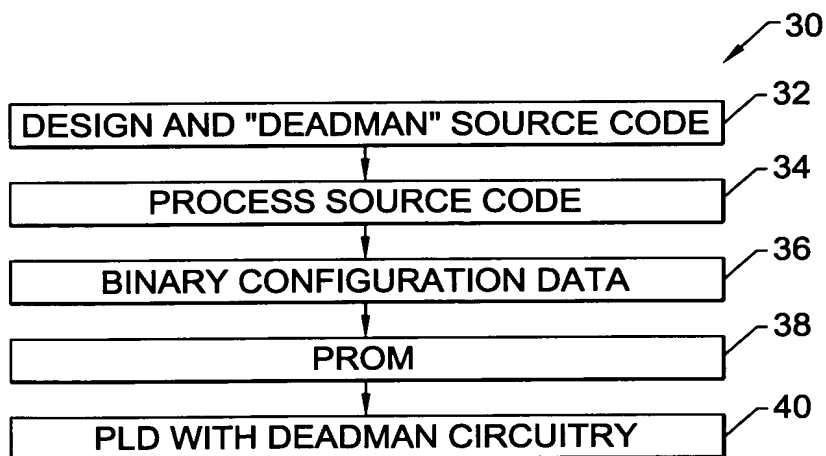 30
DESIGN AND "DEADMAN" SOURCE CODE
32
PROCESS SOURCE CODE
34
BINARY CONFIGURATION DATA
36
PROM
38
PLD WITH DEADMAN CIRCUITRY
40